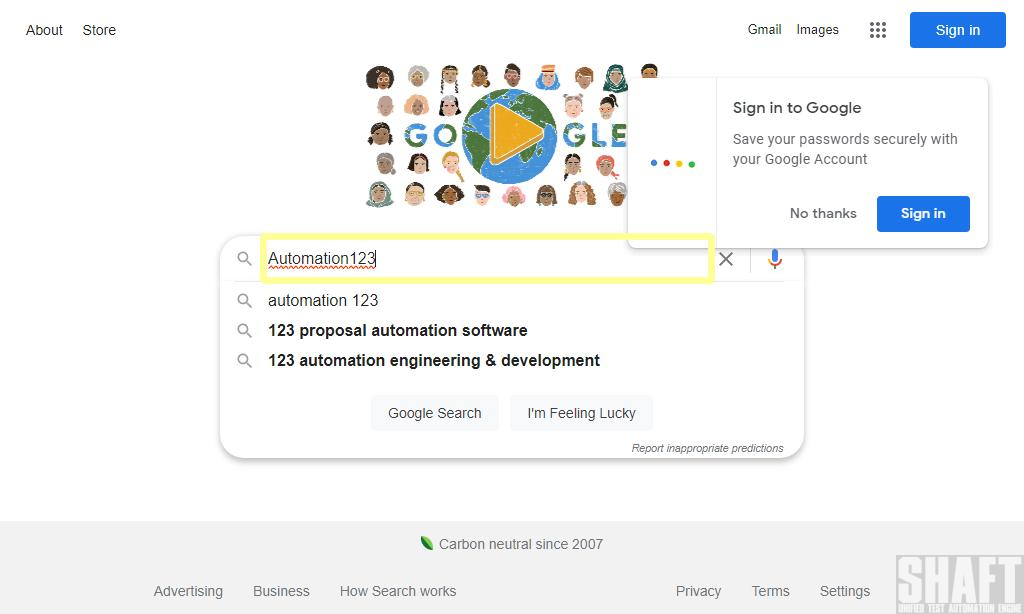 About Store
Gmail Images
Sign in
GOOGLE
Sign in to Google
Save your passwords securely with
your Google Account
No thanks
Sign in
Automation123
automation 123
123 proposal automation software
123 automation engineering & development
Google Search
I'm Feeling Lucky
Report inappropriate predictions
Carbon neutral since 2007
Advertising Business How Search works
Privacy Terms Settings
SHAFT
UNIFIED TEST AUTOMATION ENGINE